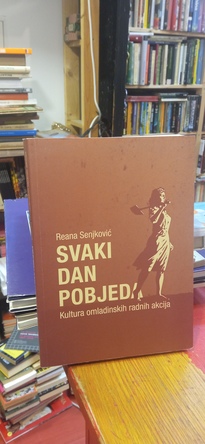 Reana Senjković
SVAKI
DAN
POBJEDA
Kultura omladinskih radnih akcija